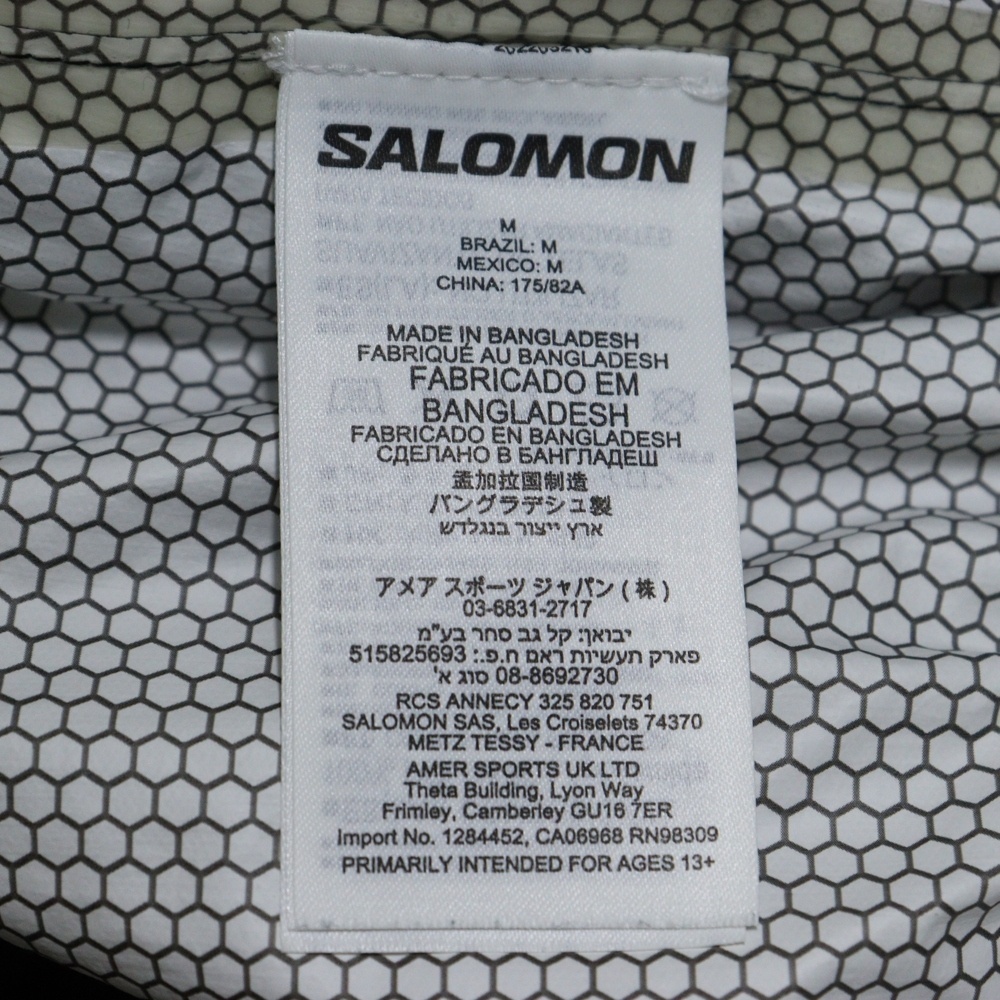 SALOMON
M
BRAZIL: M
MEXICO: M
CHINA: 175/82A
MADE IN BANGLADESH
FABRIQUÉ AU BANGLADESH
FABRICADO EM
BANGLADESH
FABRICADO EN BANGLADESH
СДЕЛАНО В БАНГЛАДЕШ
孟加拉国制造
バングラデシュ製
ארץ ייצור בנגלדש
アメア スポーツ ジャパン ( 株 )
03-6831-2717
יבואן: קל גב סחר בע"מ
פארק תעשיות ראם ח.פ.: 515825693
08-8692730 סוג א'
RCS ANNECY 325 820 751
SALOMON SAS, Les Croiselets 74370
METZ TESSY - FRANCE
AMER SPORTS UK LTD
Theta Building, Lyon Way
Frimley, Camberley GU16 7ER
Import No. 1284452, CA06968 RN98309
PRIMARILY INTENDED FOR AGES 13+